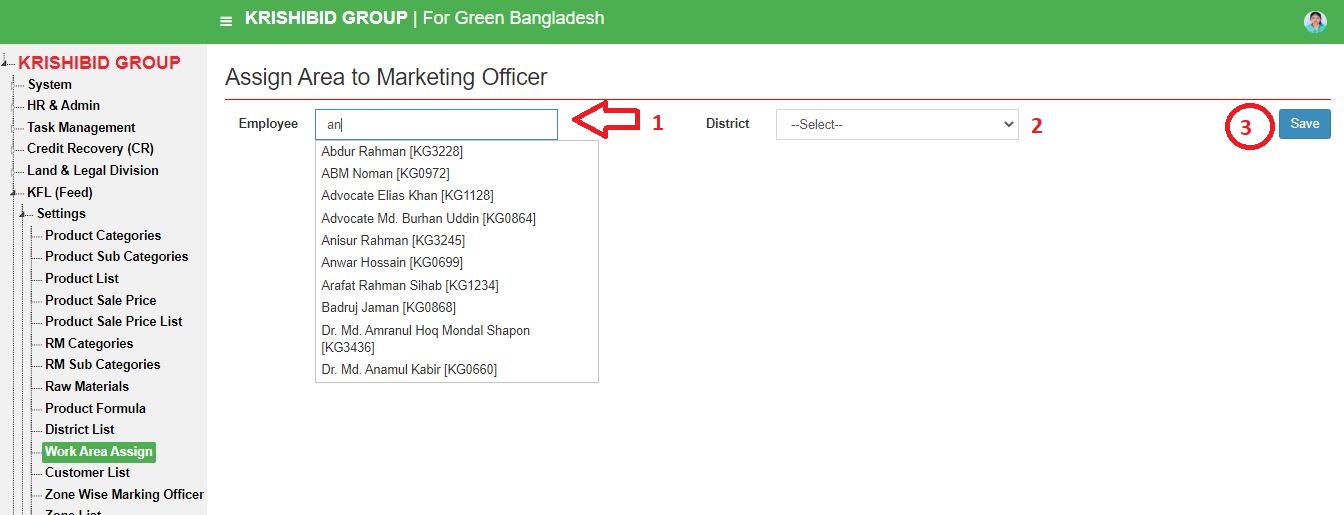 KRISHIBID GROUP | For Green Bangladesh
KRISHIBID GROUP
System
HR & Admin
Task Management
Credit Recovery (CR)
Land & Legal Division
KFL (Feed)
Settings
Product Categories
Product Sub Categories
Product List
Product Sale Price
Product Sale Price List
RM Categories
RM Sub Categories
Raw Materials
Product Formula
District List
Work Area Assign
Customer List
Zone Wise Marking Officer
Zone List
Assign Area to Marketing Officer
Employee an 1 District --Select-- 2 3 Save
Abdur Rahman [KG3228]
ABM Noman [KG0972]
Advocate Elias Khan [KG1128]
Advocate Md. Burhan Uddin [KG0864]
Anisur Rahman [KG3245]
Anwar Hossain [KG0699]
Arafat Rahman Sihab [KG1234]
Badruj Jaman [KG0868]
Dr. Md. Amranul Hoq Mondal Shapon
[KG3436]
Dr. Md. Anamul Kabir [KG0660]